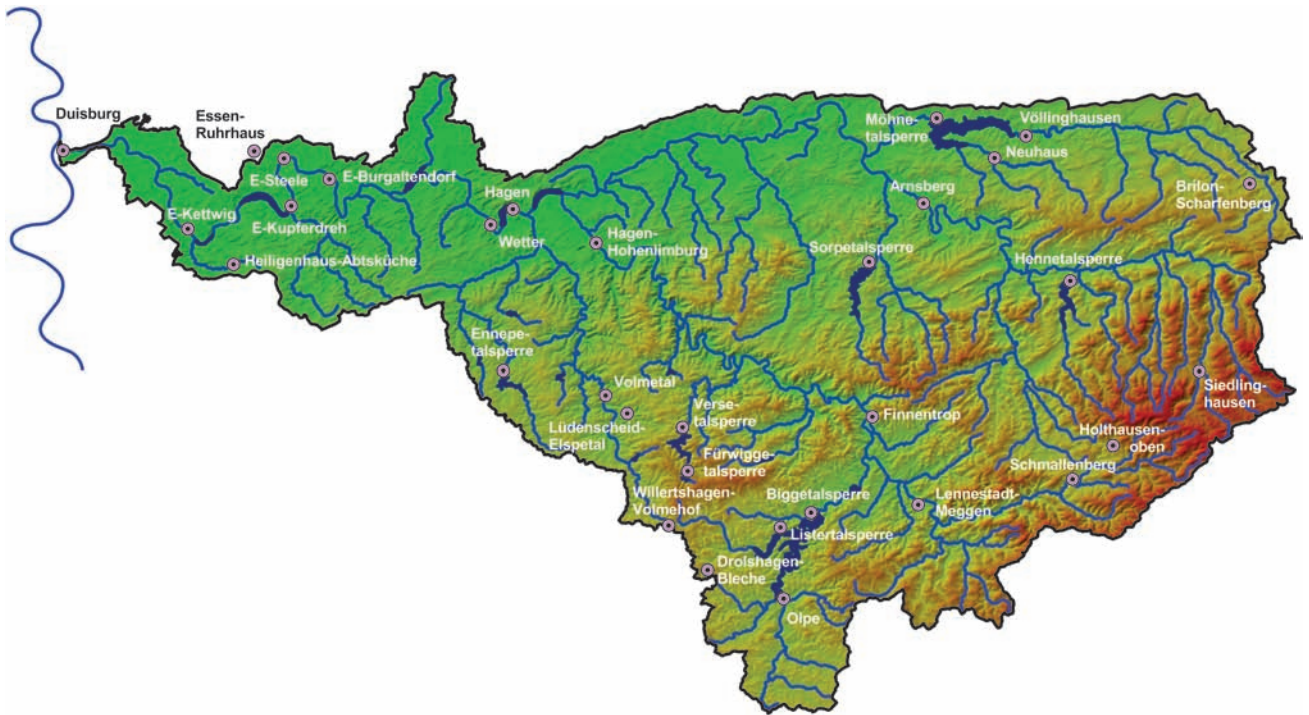 Duisburg
Essen-
Ruhrhaus
E-Steele
E-Burgaltendorf
E-Kettwig
E-Kupferdreh
Heiligenhaus-Abtsküche
Hagen
Wetter
Hagen-
Hohenlimburg
Möhne-
talsperre
Völlinghausen
Neuhaus
Arnsberg
Brilon-
Scharfenberg
Sorpetalsperre
Hennetalsperre
Ennepe-
talsperre
Volmetal
Lüdenscheid-
Elspetal
Verse-
talsperre
Fürwigge-
talsperre
Finnentrop
Siedling-
hausen
Holthausen-
oben
Schmallenberg
Willertshagen-
Volmehof
Biggetalsperre
Lennestadt-
Meggen
Listertalsperre
Drolshagen-
Bleche
Olpe